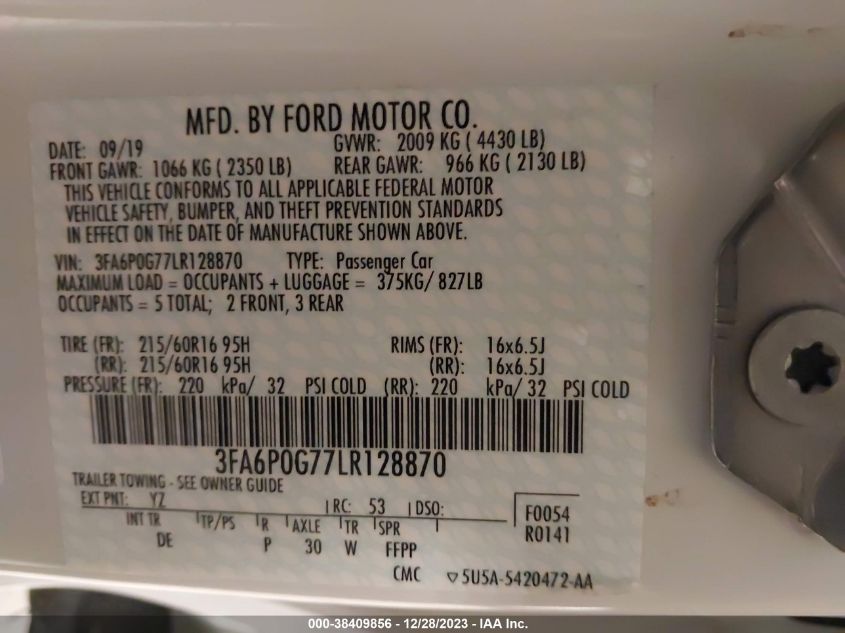 MFD. BY FORD MOTOR CO.
DATE: 09/19 GVWR: 2009 KG ( 4430 LB)
FRONT GAWR: 1066 KG ( 2350 LB) REAR GAWR: 966 KG ( 2130 LB)
THIS VEHICLE CONFORMS TO ALL APPLICABLE FEDERAL MOTOR
VEHICLE SAFETY, BUMPER, AND THEFT PREVENTION STANDARDS
IN EFFECT ON THE DATE OF MANUFACTURE SHOWN ABOVE.
VIN: 3FA6P0G77LR128870 TYPE: Passenger Car
MAXIMUM LOAD = OCCUPANTS + LUGGAGE = 375KG/ 827LB
OCCUPANTS = 5 TOTAL; 2 FRONT, 3 REAR
TIRE (FR): 215/60R16 95H RIMS (FR): 16x6.5J
(RR): 215/60R16 95H (RR): 16x6.5J
PRESSURE (FR): 220 kPa/ 32 PSI COLD (RR): 220 kPa/ 32 PSI COLD
3FA6P0G77LR128870
TRAILER TOWING - SEE OWNER GUIDE
EXT PNT: YZ RC: 53 DSO: F0054
INT TR TP/PS R AXLE TR SPR R0141
DE P 30 W FFPP
CMC ▽5U5A-5420472-AA
000-38409856 - 12/28/2023 - IAA Inc.